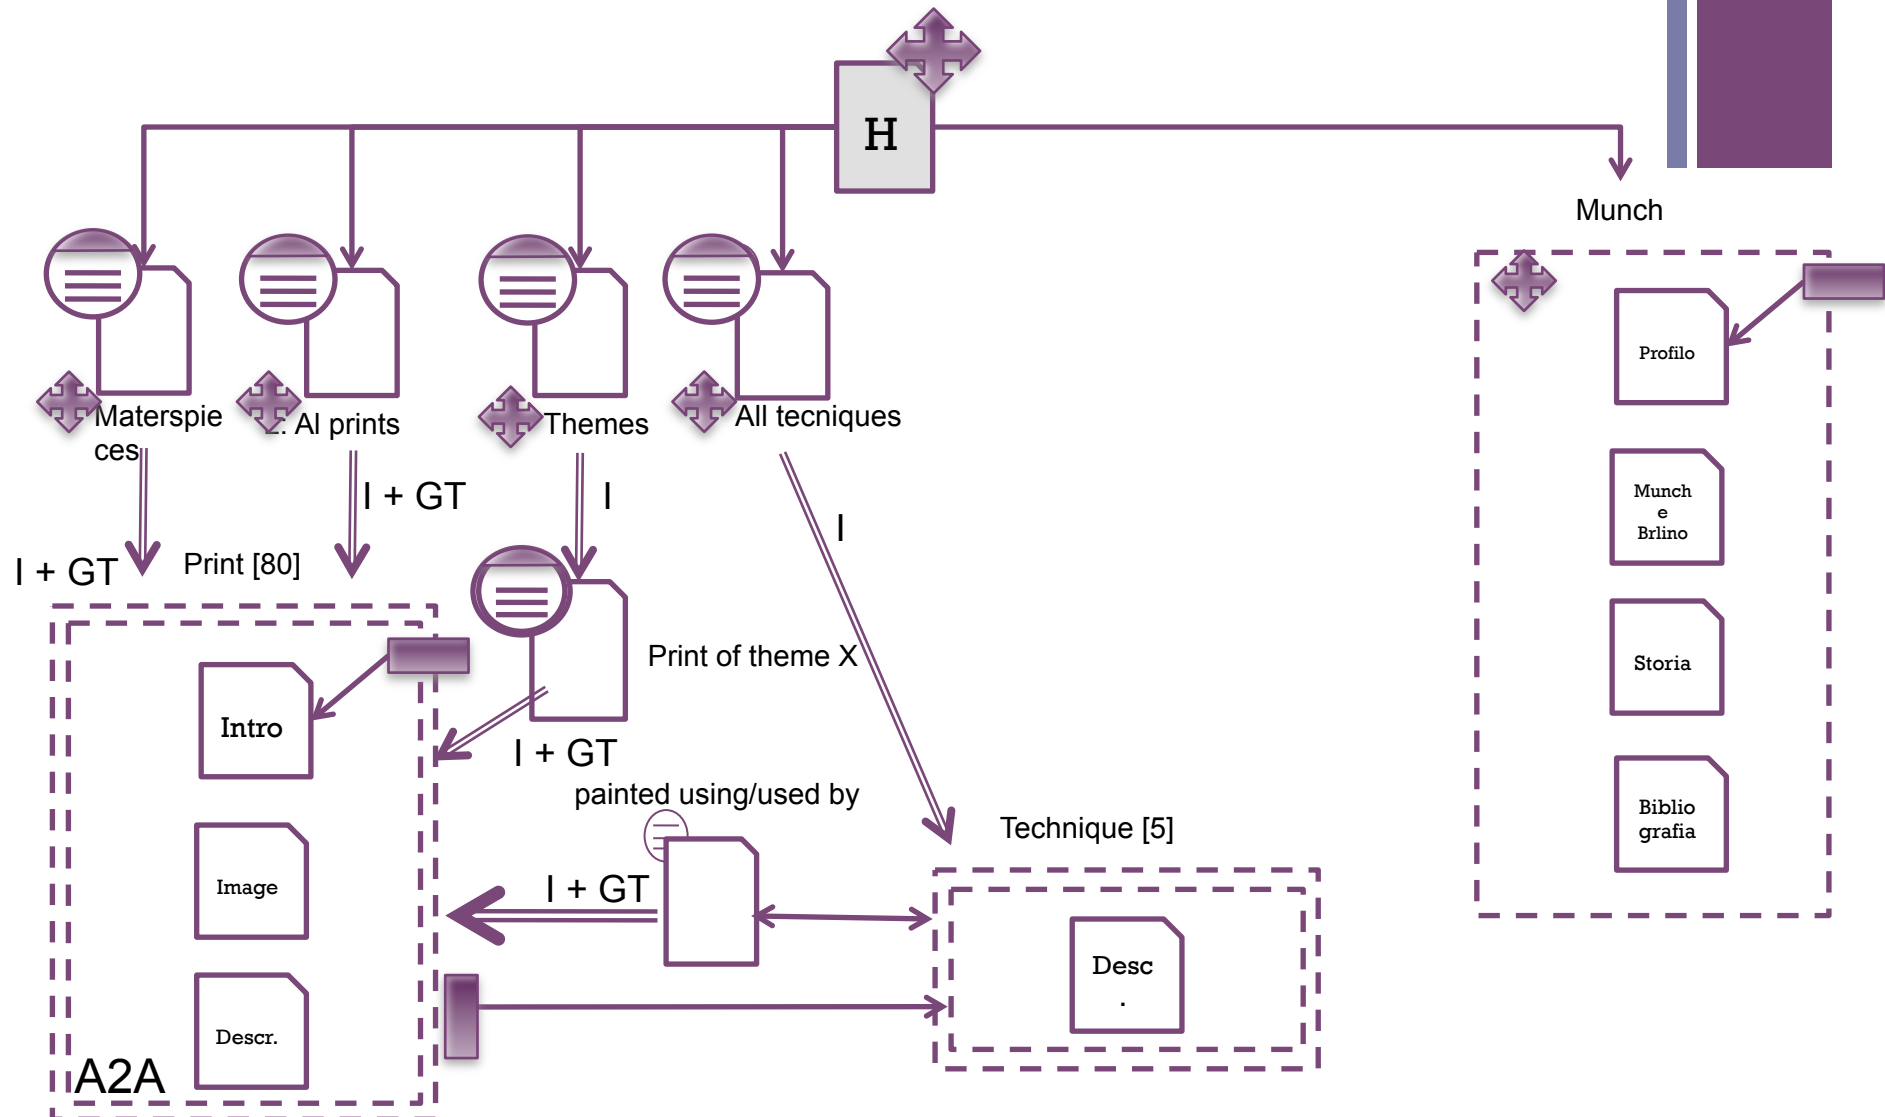 H
Munch
Materspie
ces
: Al prints
Themes
All tecniques
Profilo
I + GT
I
I
Munch
e
Brlino
I + GT
Print [80]
Print of theme X
Storia
Intro
I + GT
painted using/used by
Technique [5]
Biblio
grafia
Image
I + GT
Desc
.
Descr.
A2A